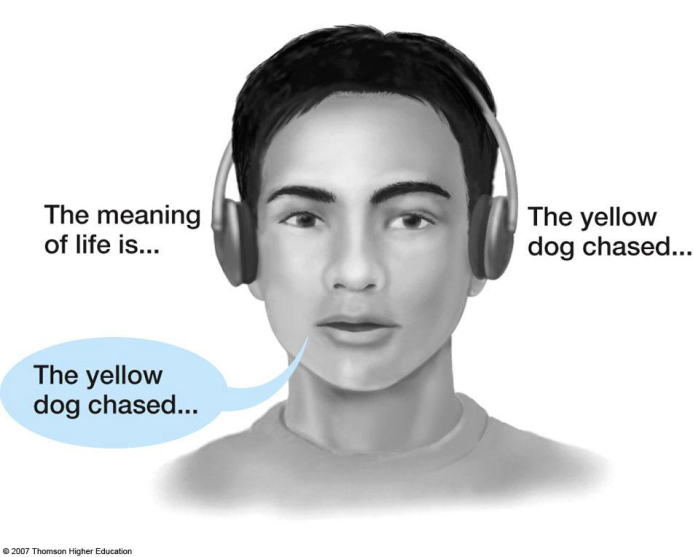 The meaning
of life is...
The yellow
dog chased...
The yellow
dog chased...
© 2007 Thomson Higher Education